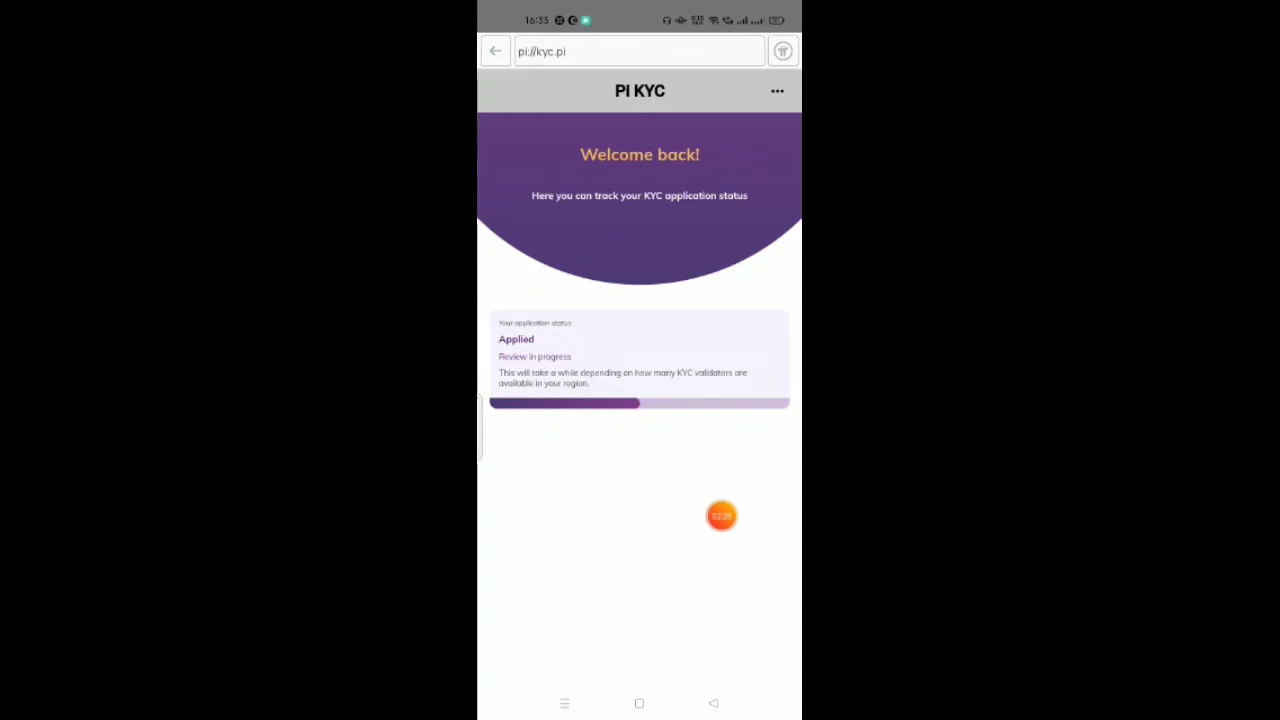 16:33
pi://kyc.pi
PI KYC
Welcome back!
Here you can track your KYC application status
Your application status
Applied
Review in progress
This will take a while depending on how many KYC validators are
available in your region.